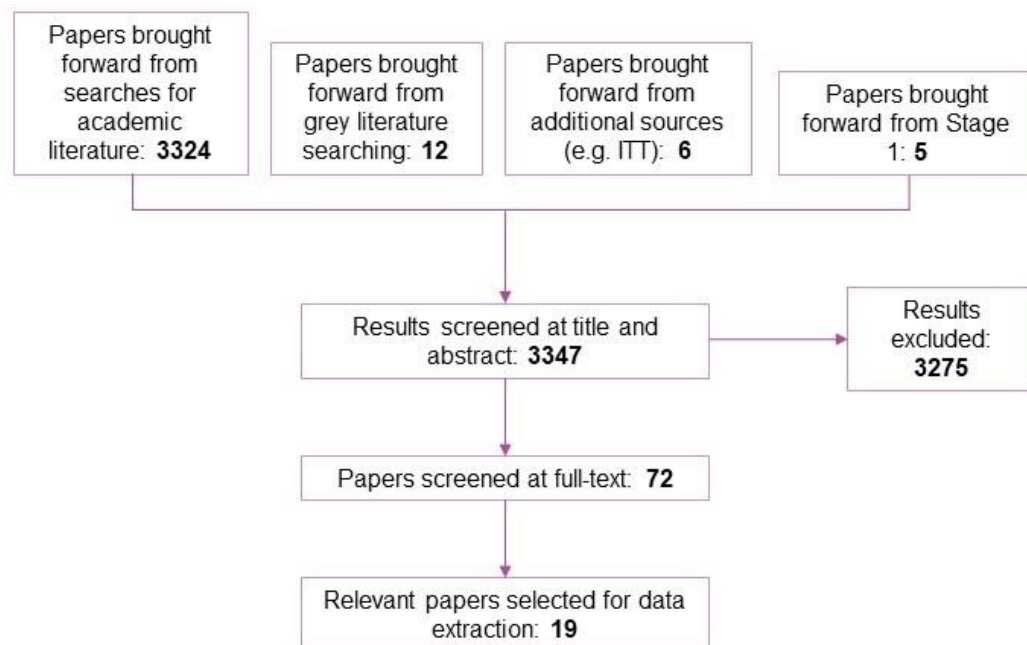 Papers brought
forward from
searches for
academic
literature: 3324
Papers brought
forward from
grey literature
searching: 12
Papers brought
forward from
additional sources
(e.g. ITT): 6
Papers brought
forward from Stage
1: 5
Results screened at title and
abstract: 3347
Results
excluded:
3275
Papers screened at full-text: 72
Relevant papers selected for data
extraction: 19